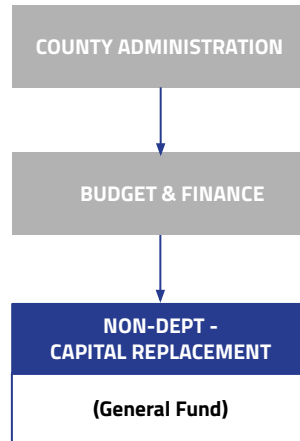 COUNTY ADMINISTRATION
BUDGET & FINANCE
NON-DEPT -
CAPITAL REPLACEMENT
(General Fund)